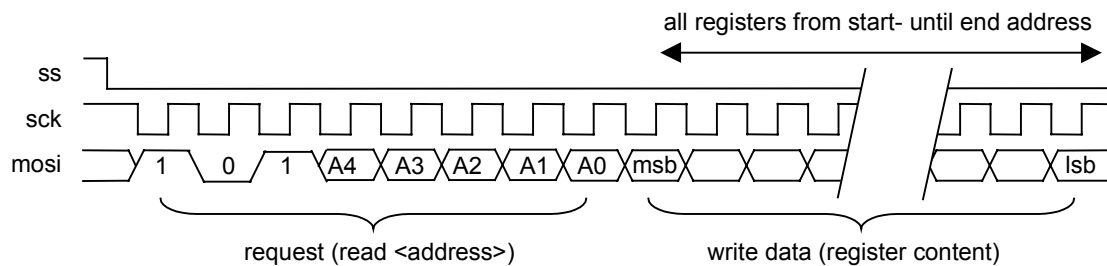 all registers from start- until end address
ss
sck
mosi 1 0 1 A4 A3 A2 A1 A0 msb lsb
request (read <address>) write data (register content)